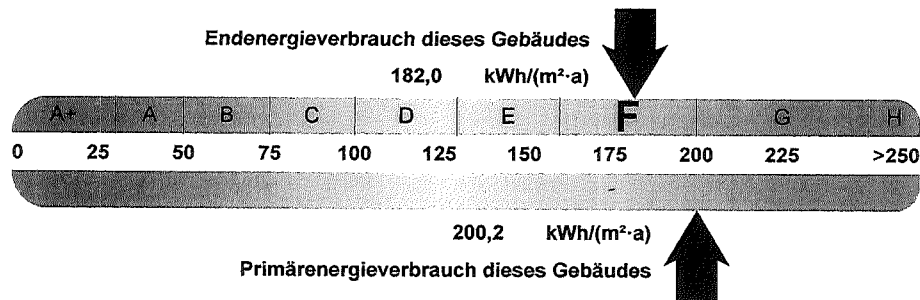 Endenergieverbrauch dieses Gebäudes
182,0 kWh/(m²·a)
A+ A B C D E F G H
0 25 50 75 100 125 150 175 200 225 >250
200,2 kWh/(m²·a)
Primärenergieverbrauch dieses Gebäudes